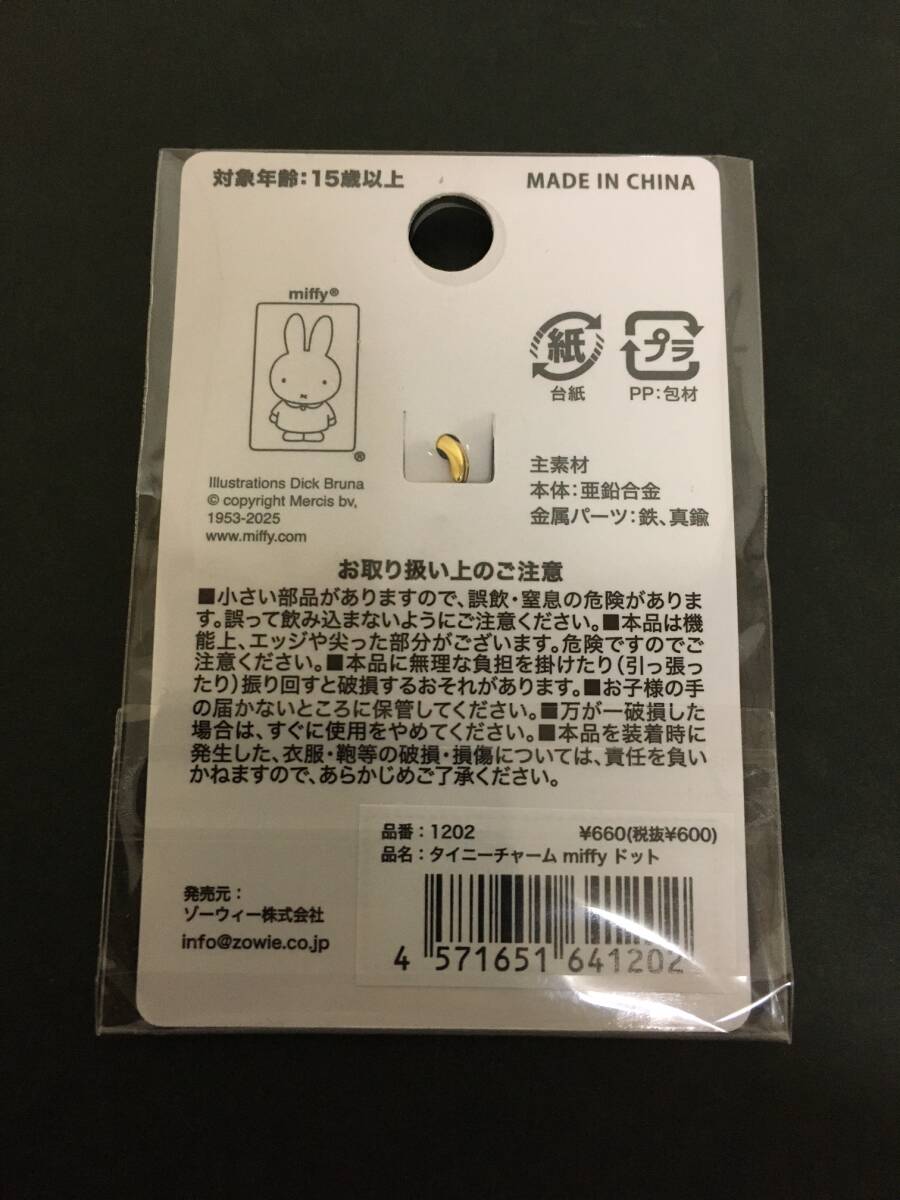 対象年齢:15歳以上
MADE IN CHINA
miffy®
®
紙
プラ
台紙
PP:包材
Illustrations Dick Bruna
© copyright Mercis bv,
1953-2025
www.miffy.com
主素材
本体:亜鉛合金
金属パーツ:鉄、真鍮
お取り扱い上のご注意
■小さい部品がありますので、誤飲・窒息の危険がありま
す。誤って飲み込まないようにご注意ください。■本品は機
能上、エッジや尖った部分がございます。危険ですのでご
注意ください。■本品に無理な負担を掛けたり(引っ張っ
たり)振り回すと破損するおそれがあります。■お子様の手
の届かないところに保管してください。■万が一破損した
場合は、すぐに使用をやめてください。■本品を装着時に
発生した、衣服・鞄等の破損・損傷については、責任を負い
かねますので、あらかじめご了承ください。
品番:1202
¥660(税抜¥600)
品名:タイニーチャーム miffy ドット
4 571651 641202
発売元:
ゾーウィー株式会社
info@zowie.co.jp